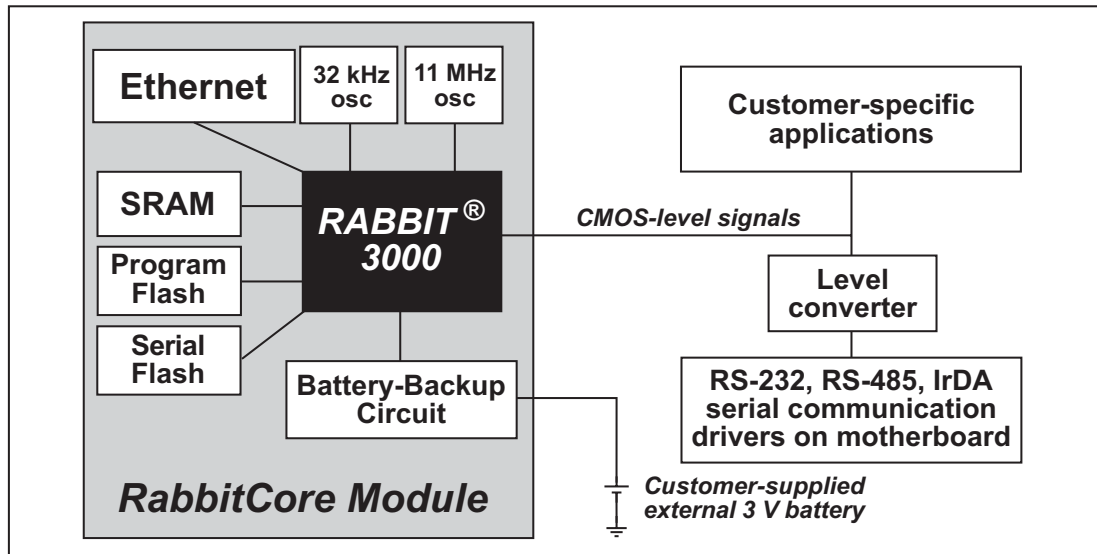 Ethernet
32 kHz
osc
11 MHz
osc
Customer-specific
applications
SRAM
RABBIT ®
3000
CMOS-level signals
Program
Flash
Level
converter
Serial
Flash
Battery-Backup
Circuit
RS-232, RS-485, IrDA
serial communication
drivers on motherboard
RabbitCore Module
Customer-supplied
external 3 V battery